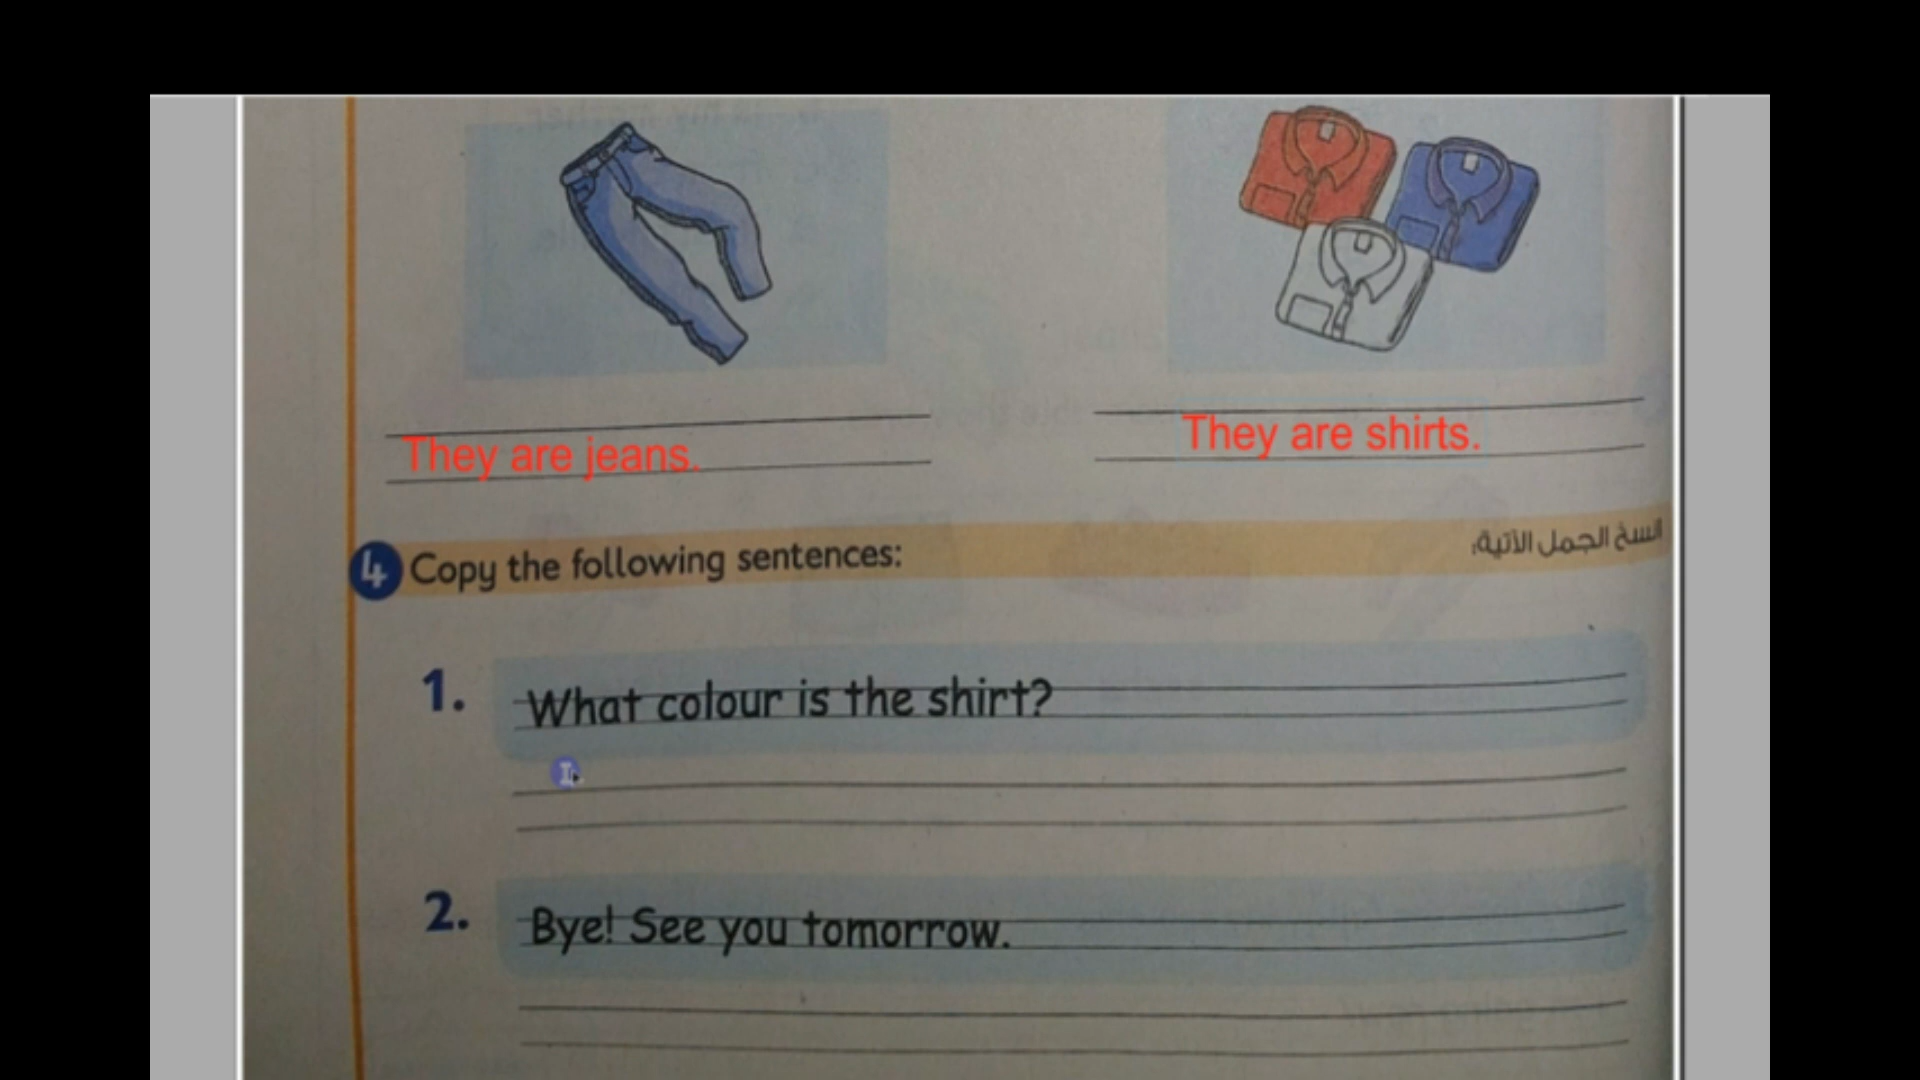 They are jeans.
They are shirts.
4 Copy the following sentences:
انسخ الجمل الآتية:
1. What colour is the shirt?
2. Bye! See you tomorrow.